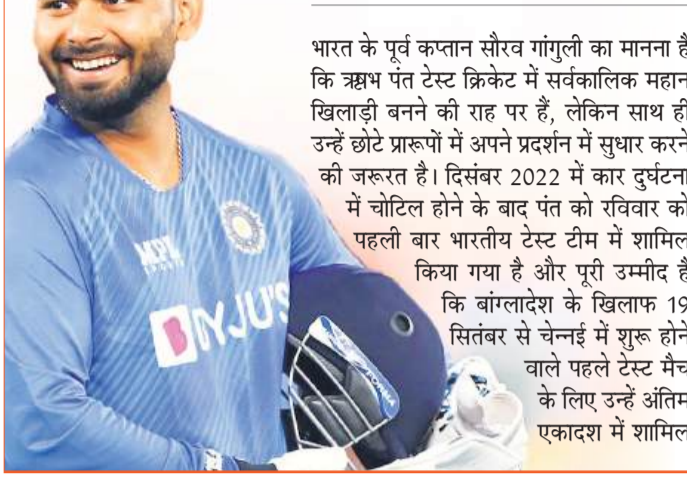 भारत के पूर्व कप्तान सौरव गांगुली का मानना है
कि ऋषभ पंत टेस्ट क्रिकेट में सर्वकालिक महान
खिलाड़ी बनने की राह पर हैं, लेकिन साथ ही
उन्हें छोटे प्रारूपों में अपने प्रदर्शन में सुधार करने
की जरूरत है। दिसंबर 2022 में कार दुर्घटना
में चोटिल होने के बाद पंत को रविवार को
पहली बार भारतीय टेस्ट टीम में शामिल
किया गया है और पूरी उम्मीद है
कि बांग्लादेश के खिलाफ 19
सितंबर से चेन्नई में शुरू होने
वाले पहले टेस्ट मैच
के लिए उन्हें अंतिम
एकादश में शामिल
MPL
SPORTS
BYJU'S